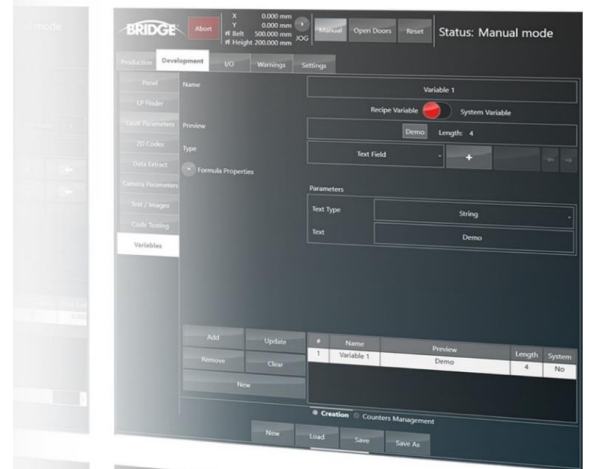 mode
BRIDGE
Abort
X 0.000 mm
Y 0.000 mm
Belt 500.000 mm
Height 200.000 mm
JOG
Manual
Open Doors
Reset
Status: Manual mode
Production
Development
I/O
Warnings
Settings
Panel
LP Finder
Laser Parameters
2D Codes
Data Extract
Camera Parameters
Text / Images
Code Testing
Variables
Name
Variable 1
Recipe Variable
System Variable
Preview
Demo Length: 4
Type
Text Field
+
Formula Properties
Parameters
Text Type
String
Text
Demo
Add
Update
Remove
Clear
New
# Name Preview Length System
1 Variable 1 Demo 4 No
Creation Counters Management
New
Load
Save
Save As